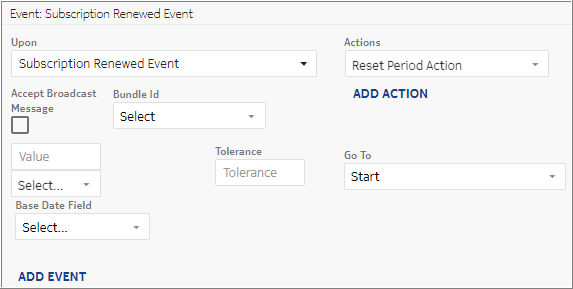 Event: Subscription Renewed Event
Upon
Actions
Subscription Renewed Event
Reset Period Action
Accept Broadcast
Message
Bundle Id
ADD ACTION
Select
Value
Tolerance
Go To
Select...
Tolerance
Start
Base Date Field
Select...
ADD EVENT